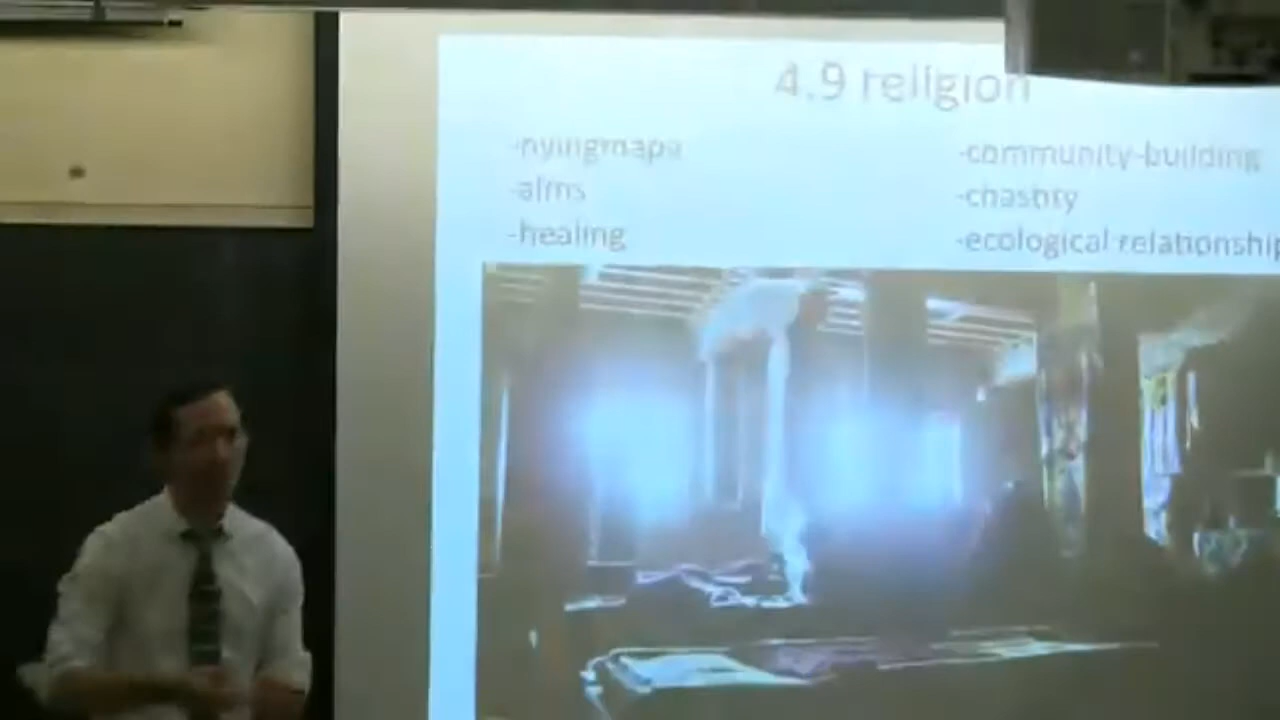 4.9 religion
-nyingmapa
-alms
-healing
-community-building
-chastity
-ecological relationship